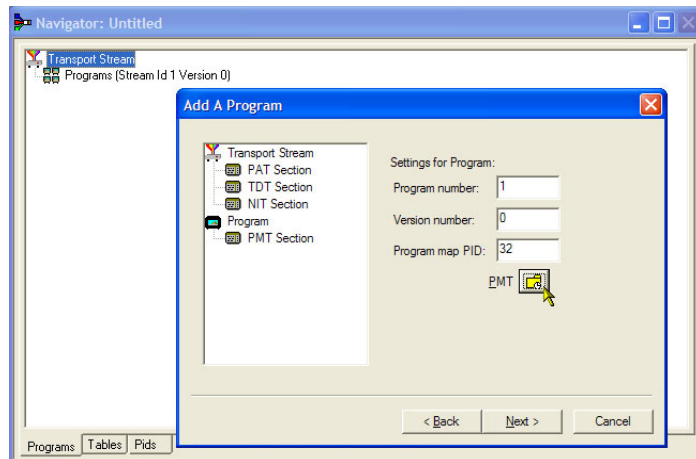 Navigator: Untitled
Transport Stream
Programs (Stream Id 1 Version 0)
Add A Program
Transport Stream
PAT Section
TDT Section
NIT Section
Program
PMT Section
Settings for Program:
Program number: 1
Version number: 0
Program map PID: 32
PMT
< Back
Next >
Cancel
Programs
Tables
Pids